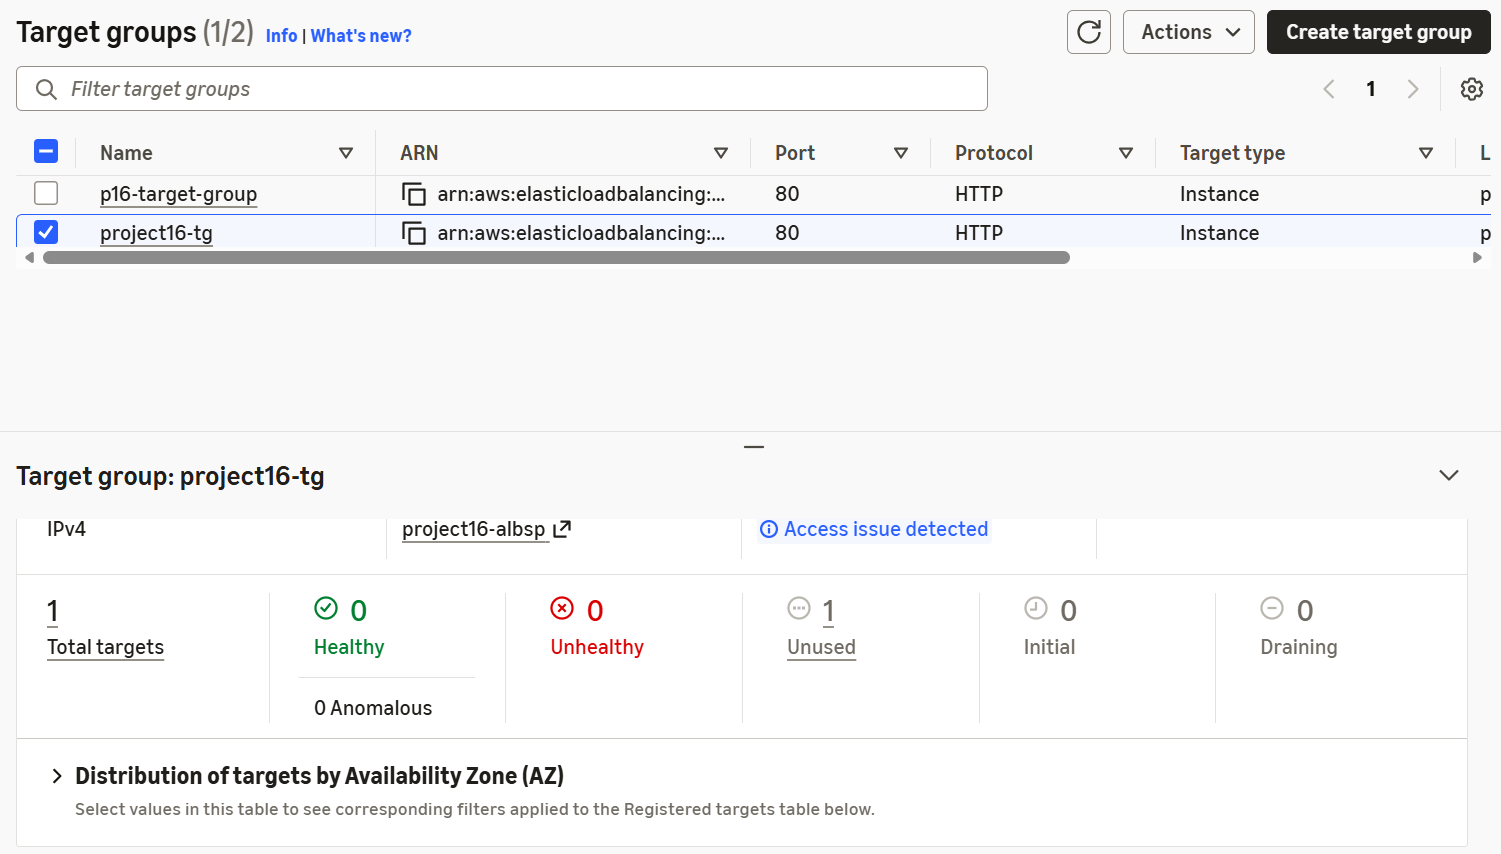 Target groups (1/2) Info | What's new?
Actions
Create target group
Filter target groups
1
Name ARN Port Protocol Target type L
p16-target-group arn:aws:elasticloadbalancing:... 80 HTTP Instance p
project16-tg arn:aws:elasticloadbalancing:... 80 HTTP Instance p
Target group: project16-tg
IPv4 project16-albsp Access issue detected
1 0 0 1 0 0
Total targets Healthy Unhealthy Unused Initial Draining
0 Anomalous
Distribution of targets by Availability Zone (AZ)
Select values in this table to see corresponding filters applied to the Registered targets table below.